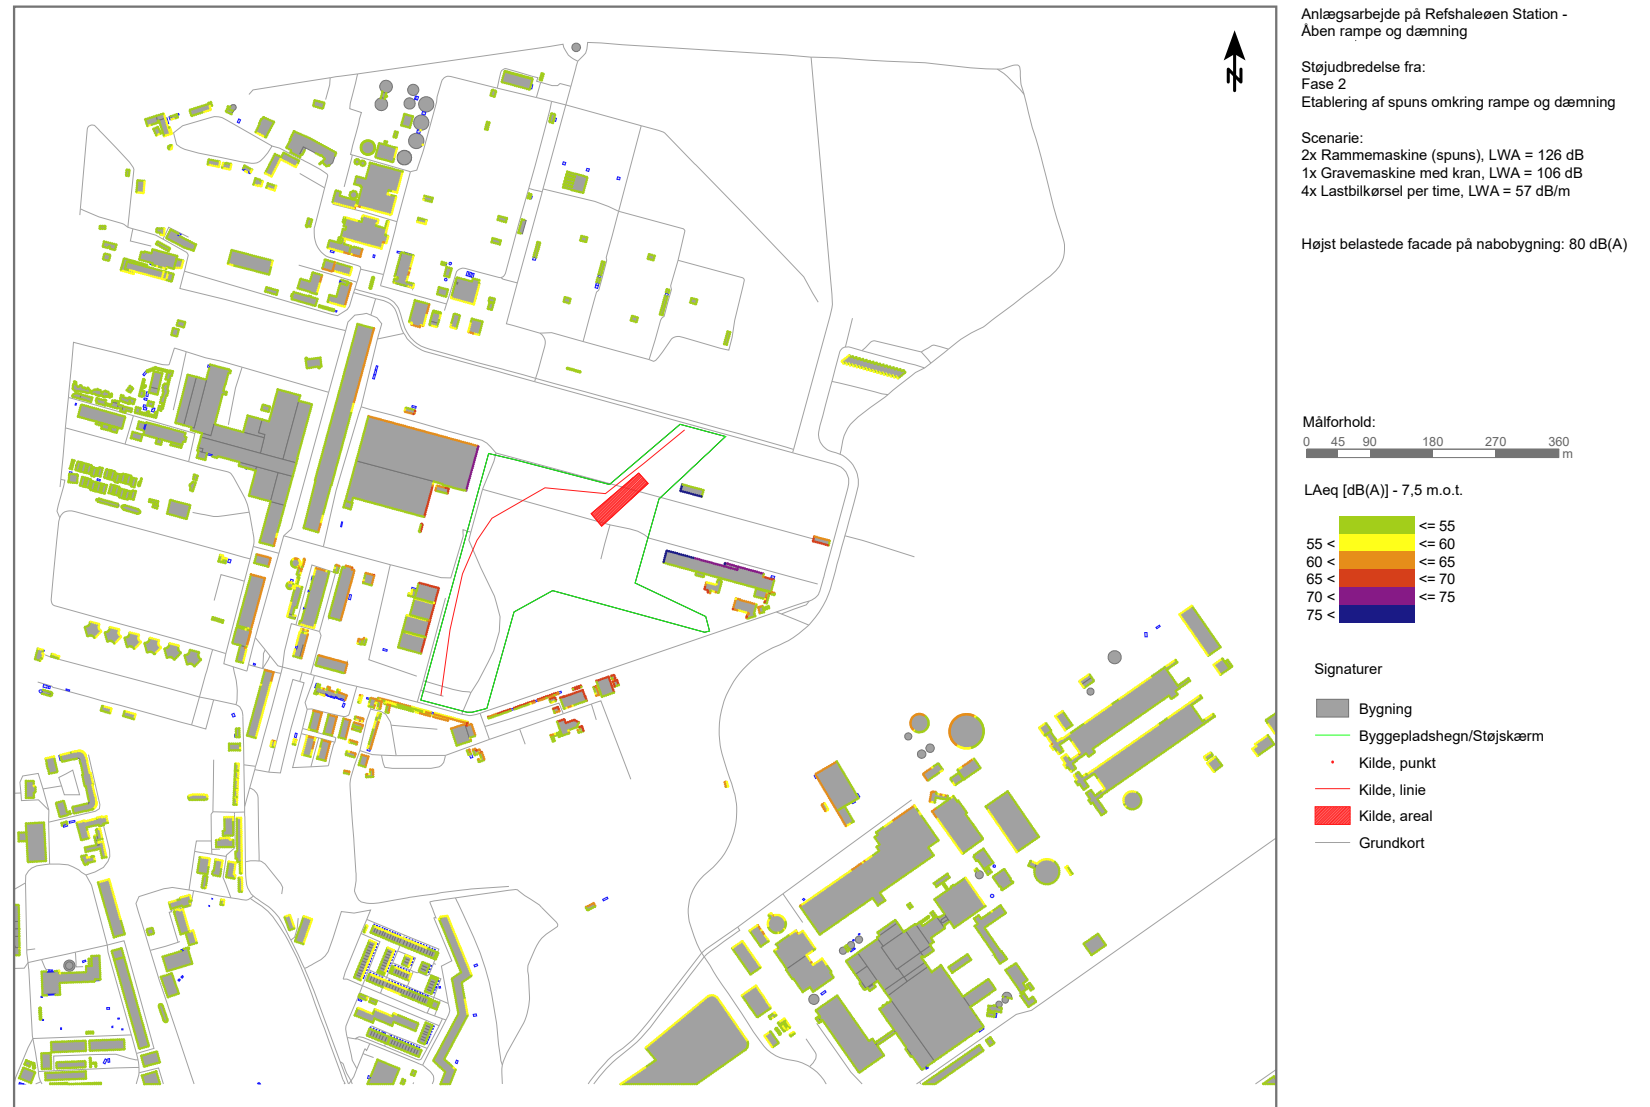 Anlægsarbejde på Refshaleøen Station -
Åben rampe og dæmning
Støjudbredelse fra:
Fase 2
Etablering af spuns omkring rampe og dæmning
Scenarie:
2x Rammemaskine (spuns), LWA = 126 dB
1x Gravemaskine med kran, LWA = 106 dB
4x Lastbilkørsel per time, LWA = 57 dB/m
Højst belastede facade på nabobygning: 80 dB(A)
N
Målforhold:
0 45 90 180 270 360
m
LAeq [dB(A)] - 7,5 m.o.t.
<= 55
55 < <= 60
60 < <= 65
65 < <= 70
70 < <= 75
75 <
Signaturer
Bygning
Byggepladshegn/Støjskærm
Kilde, punkt
Kilde, linie
Kilde, areal
Grundkort